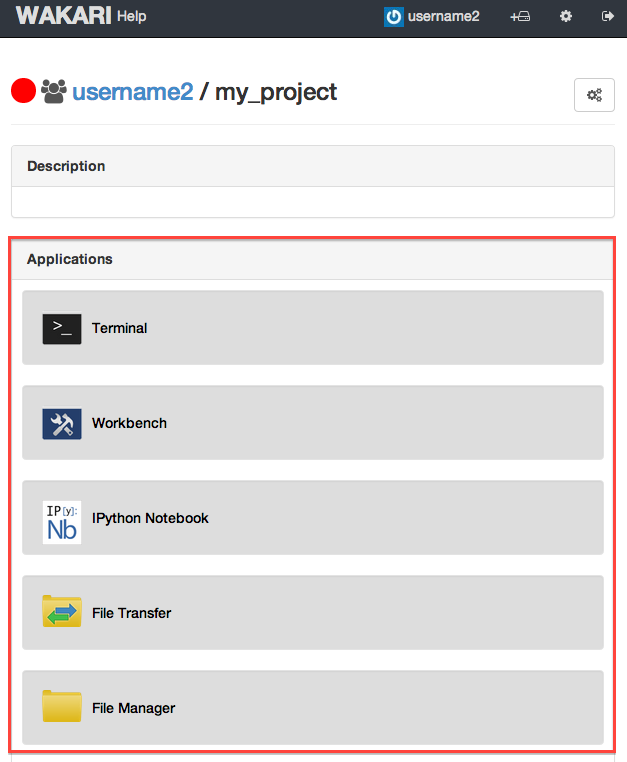 WAKARI Help username2
username2 / my_project
Description
Applications
>_ Terminal
Workbench
IP[y]:
Nb
IPython Notebook
File Transfer
File Manager